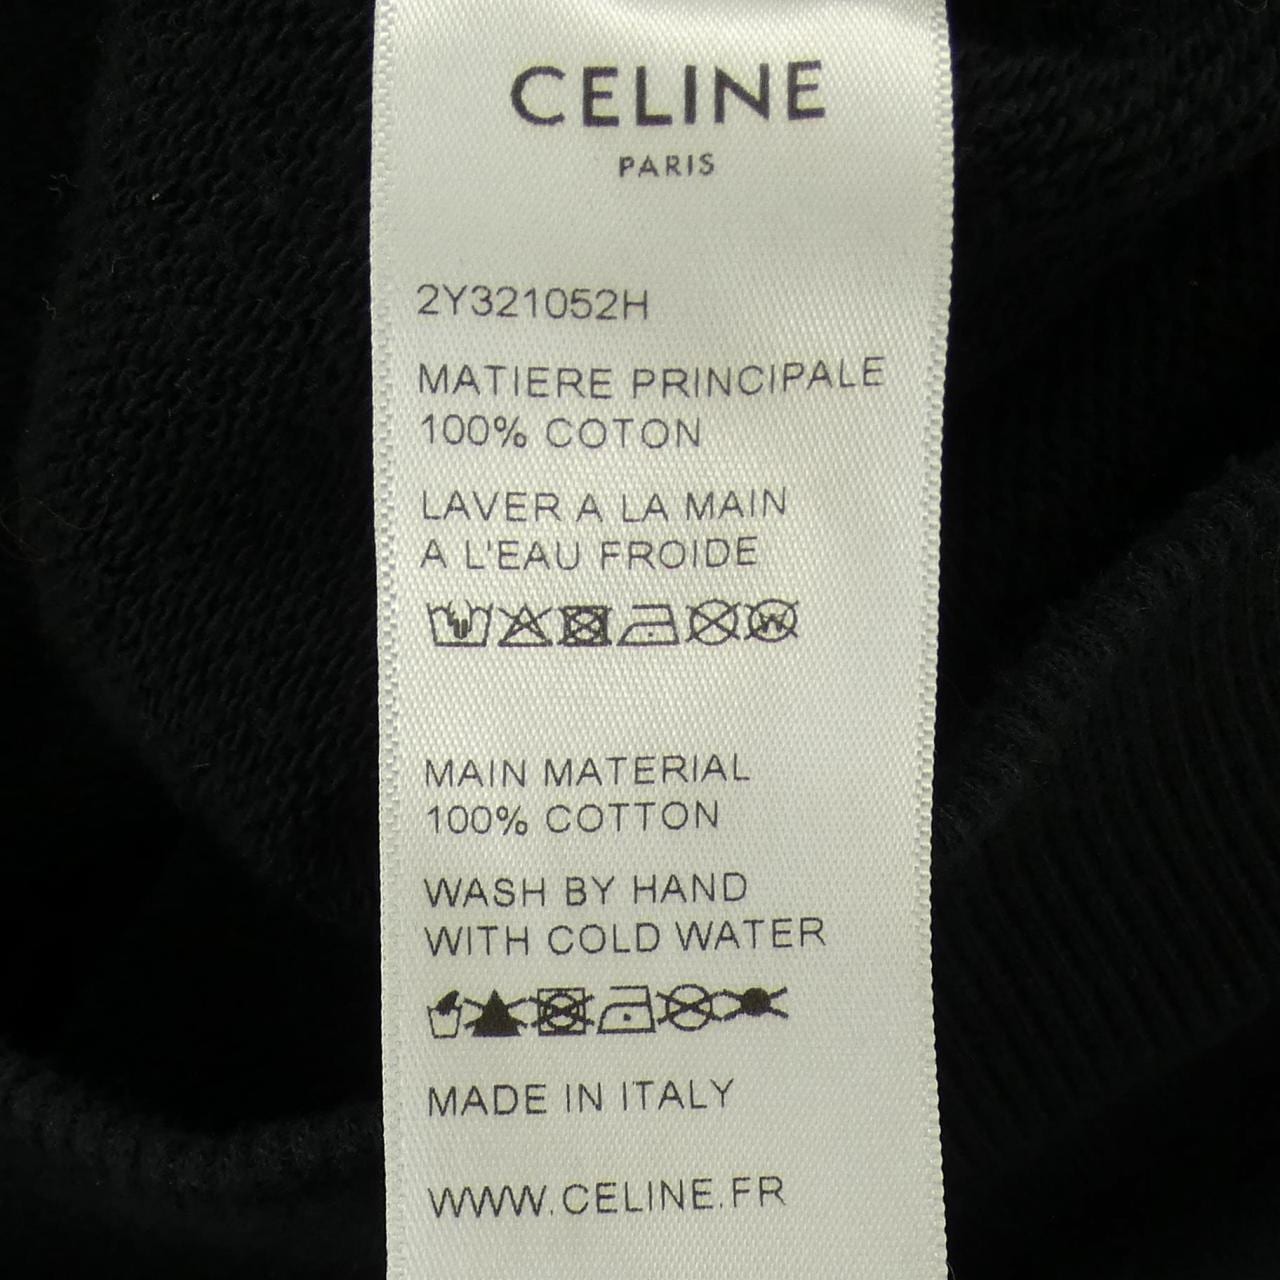 CELINE
PARIS
2Y321052H
MATIERE PRINCIPALE
100% COTON
LAVER A LA MAIN
A L'EAU FROIDE
W
MAIN MATERIAL
100% COTTON
WASH BY HAND
WITH COLD WATER
MADE IN ITALY
WWW.CELINE.FR